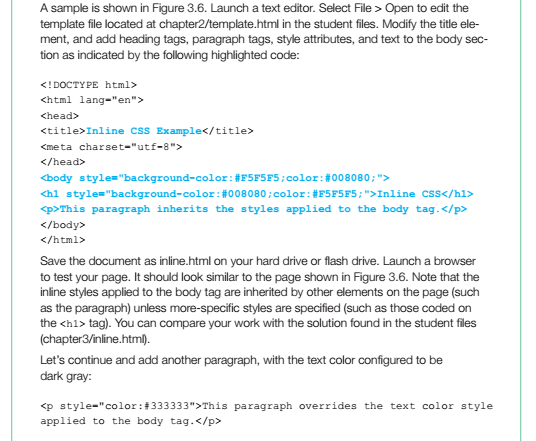 A sample is shown in Figure 3.6. Launch a text editor. Select File > Open to edit the
template file located at chapter2/template.html in the student files. Modify the title ele-
ment, and add heading tags, paragraph tags, style attributes, and text to the body sec-
tion as indicated by the following highlighted code:
<!DOCTYPE html>
<html lang="en">
<head>
<title>Inline CSS Example</title>
<meta charset="utf-8">
</head>
<body style="background-color:#F5F5F5;color:#008080;">
<h1 style="background-color:#008080;color:#F5F5F5;">Inline CSS</h1>
<p>This paragraph inherits the styles applied to the body tag.</p>
</body>
</html>
Save the document as inline.html on your hard drive or flash drive. Launch a browser
to test your page. It should look similar to the page shown in Figure 3.6. Note that the
inline styles applied to the body tag are inherited by other elements on the page (such
as the paragraph) unless more-specific styles are specified (such as those coded on
the <h1> tag). You can compare your work with the solution found in the student files
(chapter3/inline.html).
Let's continue and add another paragraph, with the text color configured to be
dark gray:
<p style="color:#333333">This paragraph overrides the text color style
applied to the body tag.</p>